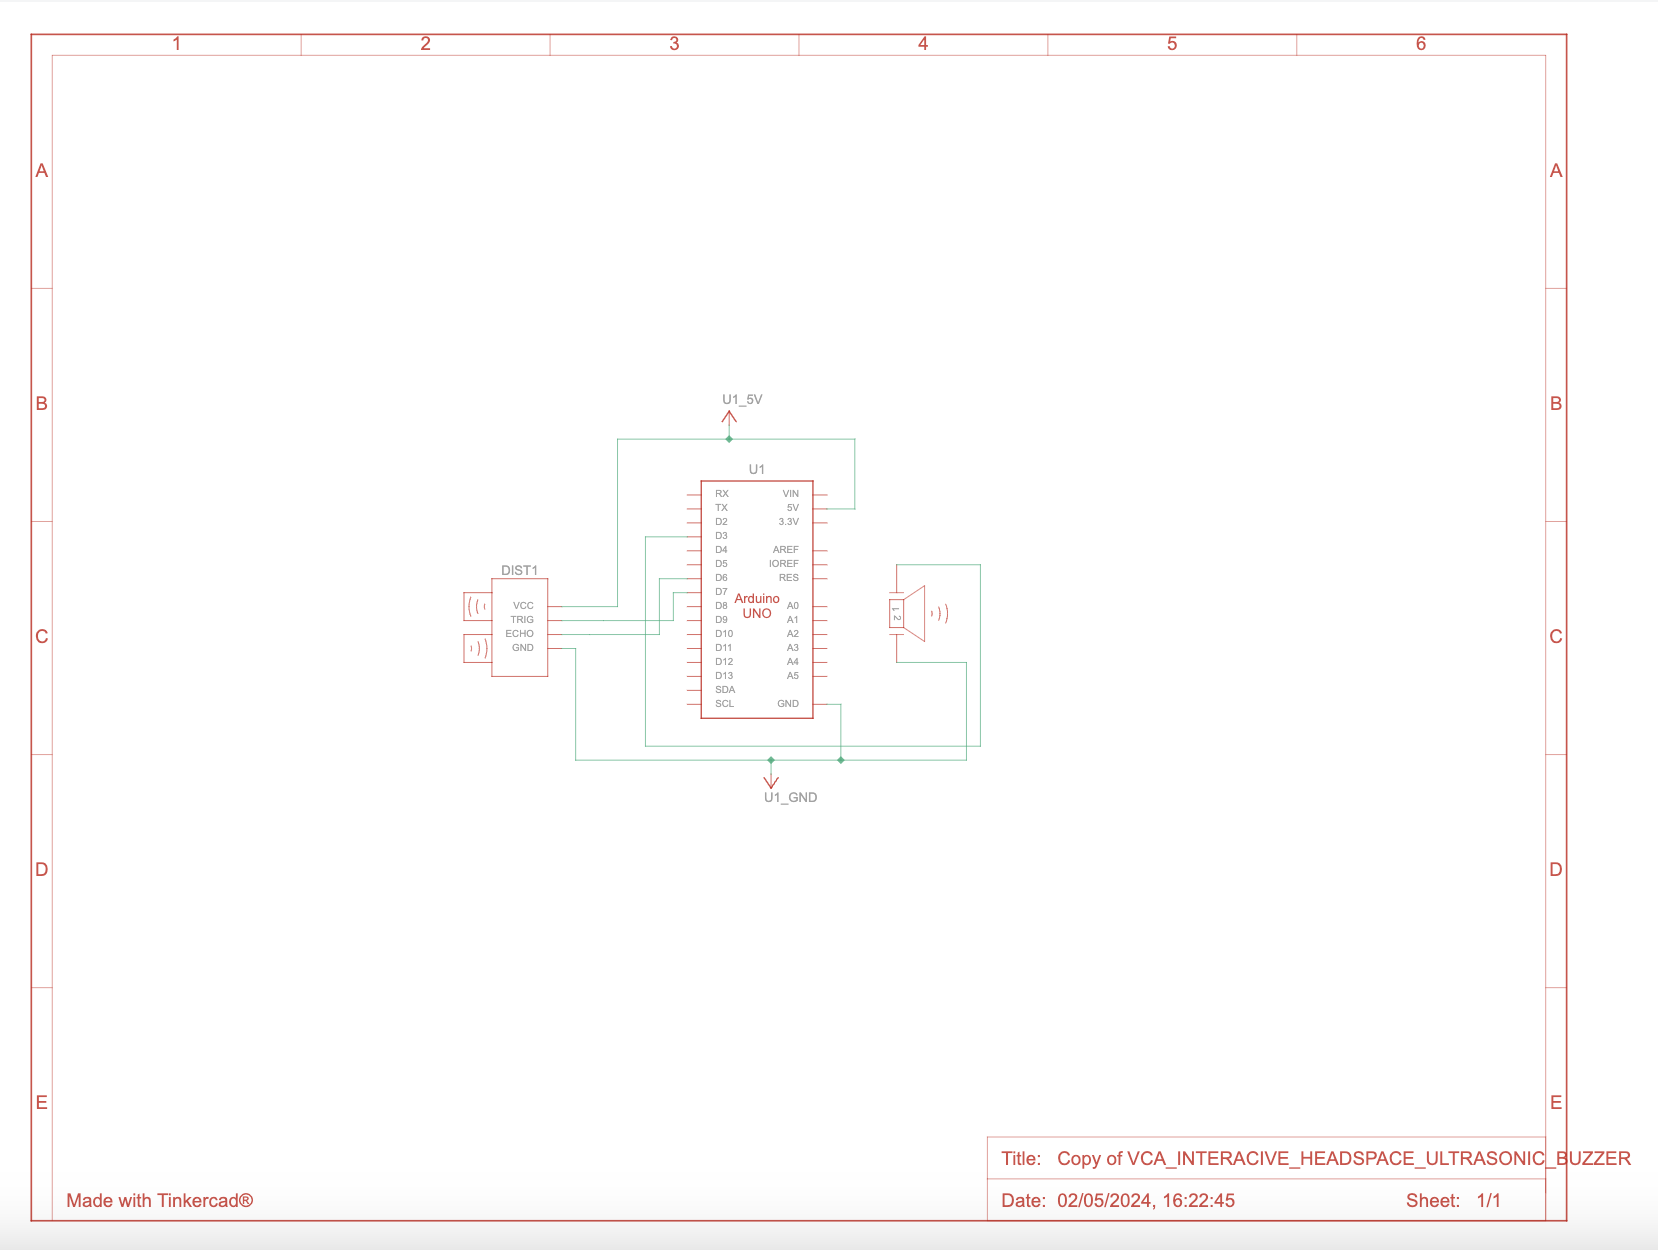 1 2 3 4 5 6
A A
B B
U1_5V
U1
RX VIN
TX 5V
D2 3.3V
D3
D4 AREF
D5 IOREF
D6 RES
D7
Arduino
UNO
D8 A0
D9 A1
D10 A2
D11 A3
D12 A4
D13 A5
SDA
SCL GND
DIST1
VCC
TRIG
ECHO
GND
1 2
C C
U1_GND
D D
E E
Title: Copy of VCA_INTERACIVE_HEADSPACE_ULTRASONIC_BUZZER
Made with Tinkercad®
Date: 02/05/2024, 16:22:45 Sheet: 1/1